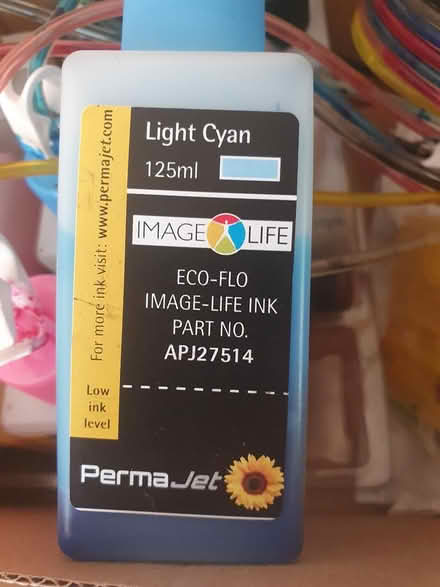 Light Cyan
125ml
IMAGE LIFE
ECO-FLO
IMAGE-LIFE INK
PART NO.
APJ27514
For more ink visit: www.permajet.com
Low
ink
level
PermaJet